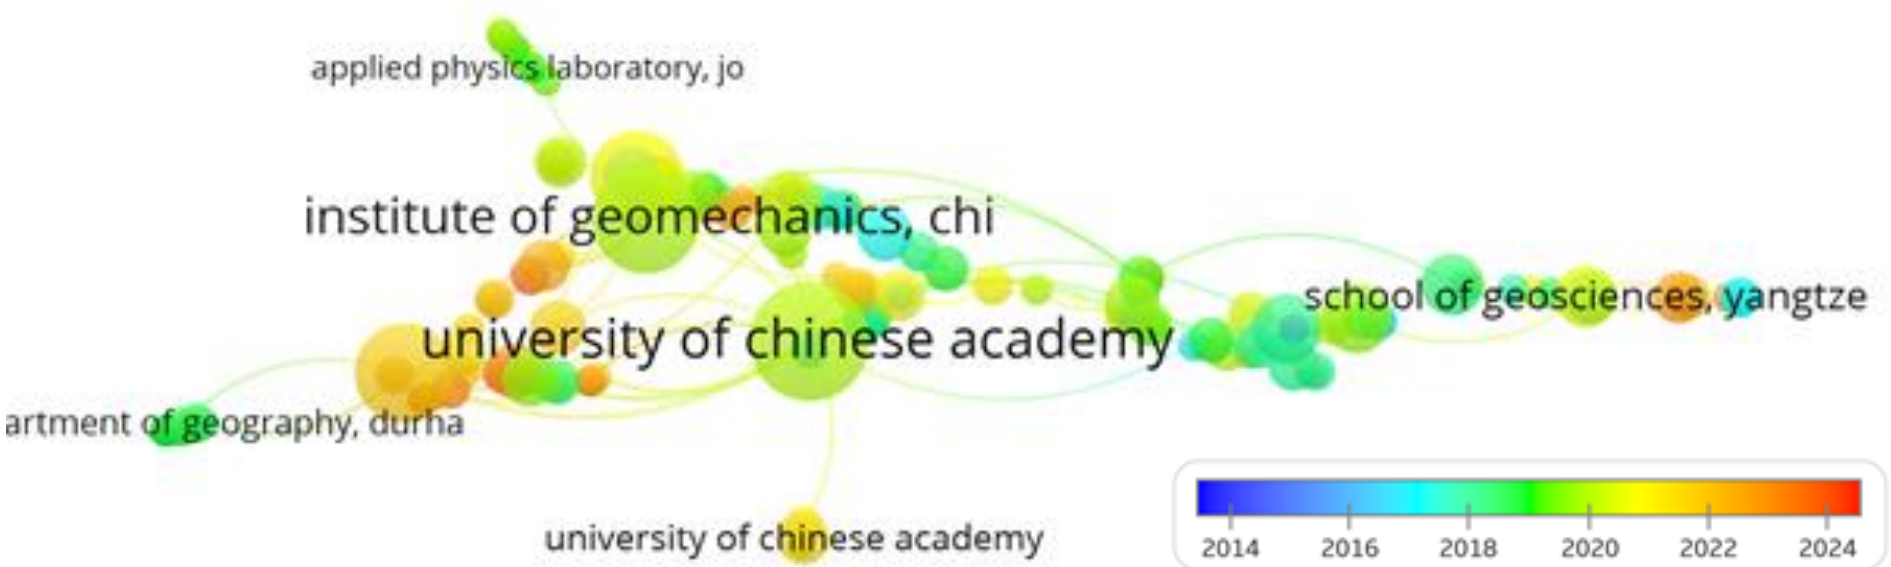 applied physics laboratory, jo
institute of geomechanics, chi
school of geosciences, yangtze
university of chinese academy
artment of geography, durha
university of chinese academy
2014 2016 2018 2020 2022 2024